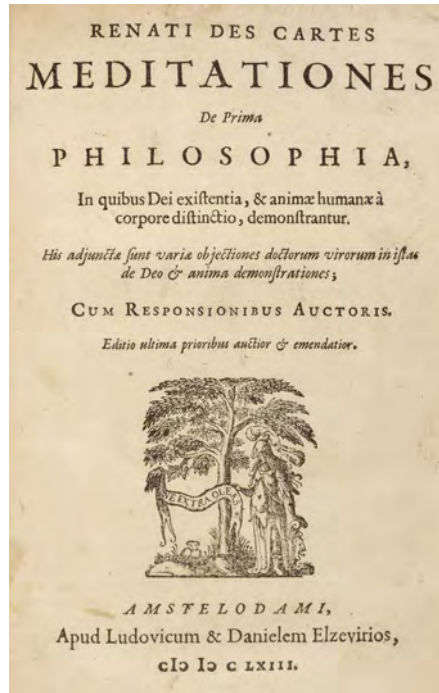 RENATI DES CARTES
MEDITATIONES
De Prima
PHILOSOPHIA,
In quibus Dei exiſtentia, & animæ humanæ à
corpore diſtinctio, demonſtrantur.
His adjunctæ ſunt variæ objectiones doctorum virorum in iſtas
de Deo & anima demonſtrationes;
CUM RESPONSIONIBUS AUCTORIS.
Editio ultima prioribus auctior & emendatior.
NE EXTRA OLEAS
AMSTELODAMI,
Apud Ludovicum & Danielem Elzevirios,
cIↄ Iↄ C LXIII.